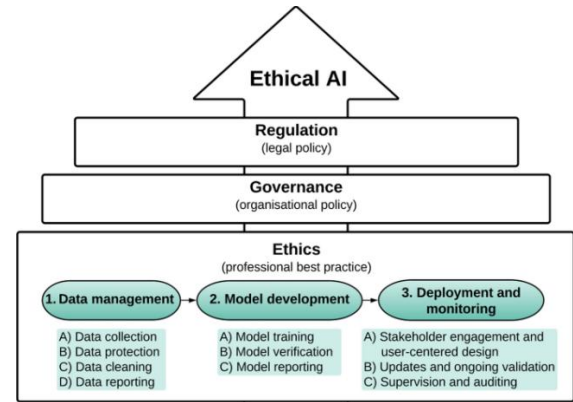 Ethical AI
Regulation
(legal policy)
Governance
(organisational policy)
Ethics
(professional best practice)
1. Data management
A) Data collection
B) Data protection
C) Data cleaning
D) Data reporting
2. Model development
A) Model training
B) Model verification
C) Model reporting
3. Deployment and
monitoring
A) Stakeholder engagement and
user-centered design
B) Updates and ongoing validation
C) Supervision and auditing